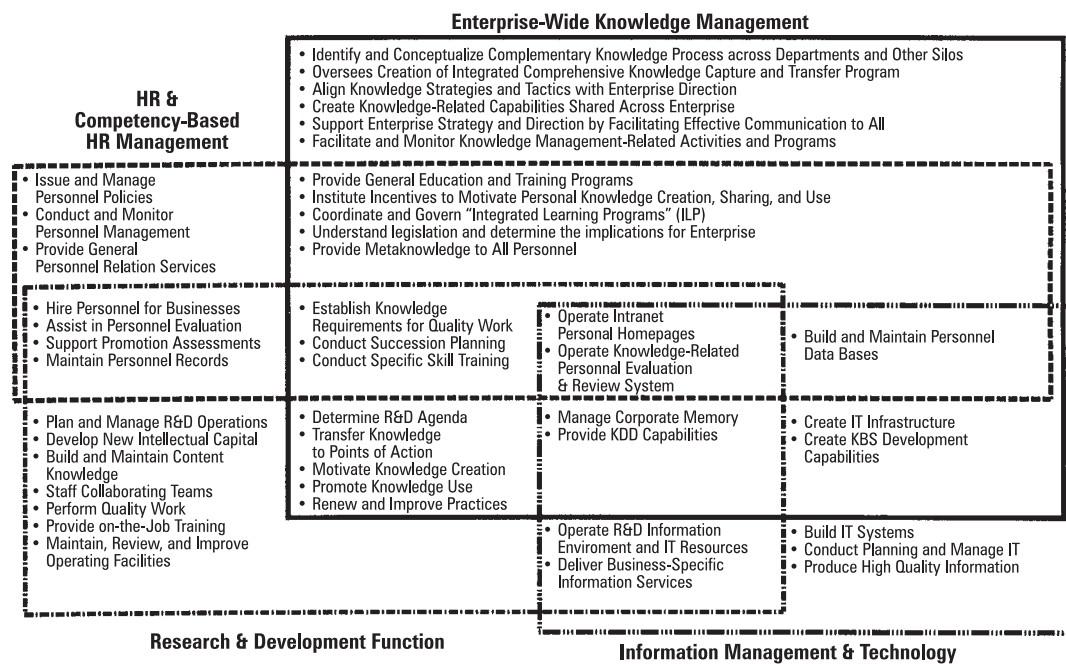 Enterprise-Wide Knowledge Management
• Identify and Conceptualize Complementary Knowledge Process across Departments and Other Silos
• Oversees Creation of Integrated Comprehensive Knowledge Capture and Transfer Program
• Align Knowledge Strategies and Tactics with Enterprise Direction
• Create Knowledge-Related Capabilities Shared Across Enterprise
• Support Enterprise Strategy and Direction by Facilitating Effective Communication to All
• Facilitate and Monitor Knowledge Management-Related Activities and Programs
HR &
Competency-Based
HR Management
• Issue and Manage
Personnel Policies
• Conduct and Monitor
Personnel Management
• Provide General
Personnel Relation Services
• Provide General Education and Training Programs
• Institute Incentives to Motivate Personal Knowledge Creation, Sharing, and Use
• Coordinate and Govern “Integrated Learning Programs” (ILP)
• Understand legislation and determine the implications for Enterprise
• Provide Metaknowledge to All Personnel
• Hire Personnel for Businesses
• Assist in Personnel Evaluation
• Support Promotion Assessments
• Maintain Personnel Records
• Establish Knowledge
Requirements for Quality Work
• Conduct Succession Planning
• Conduct Specific Skill Training
• Operate Intranet
Personal Homepages
• Operate Knowledge-Related
Personnal Evaluation
& Review System
• Build and Maintain Personnel
Data Bases
• Plan and Manage R&D Operations
• Develop New Intellectual Capital
• Build and Maintain Content
Knowledge
• Staff Collaborating Teams
• Perform Quality Work
• Provide on-the-Job Training
• Maintain, Review, and Improve
Operating Facilities
• Determine R&D Agenda
• Transfer Knowledge
to Points of Action
• Motivate Knowledge Creation
• Promote Knowledge Use
• Renew and Improve Practices
• Manage Corporate Memory
• Provide KDD Capabilities
• Create IT Infrastructure
• Create KBS Development
Capabilities
• Operate R&D Information
Enviroment and IT Resources
• Deliver Business-Specific
Information Services
• Build IT Systems
• Conduct Planning and Manage IT
• Produce High Quality Information
Research & Development Function
Information Management & Technology